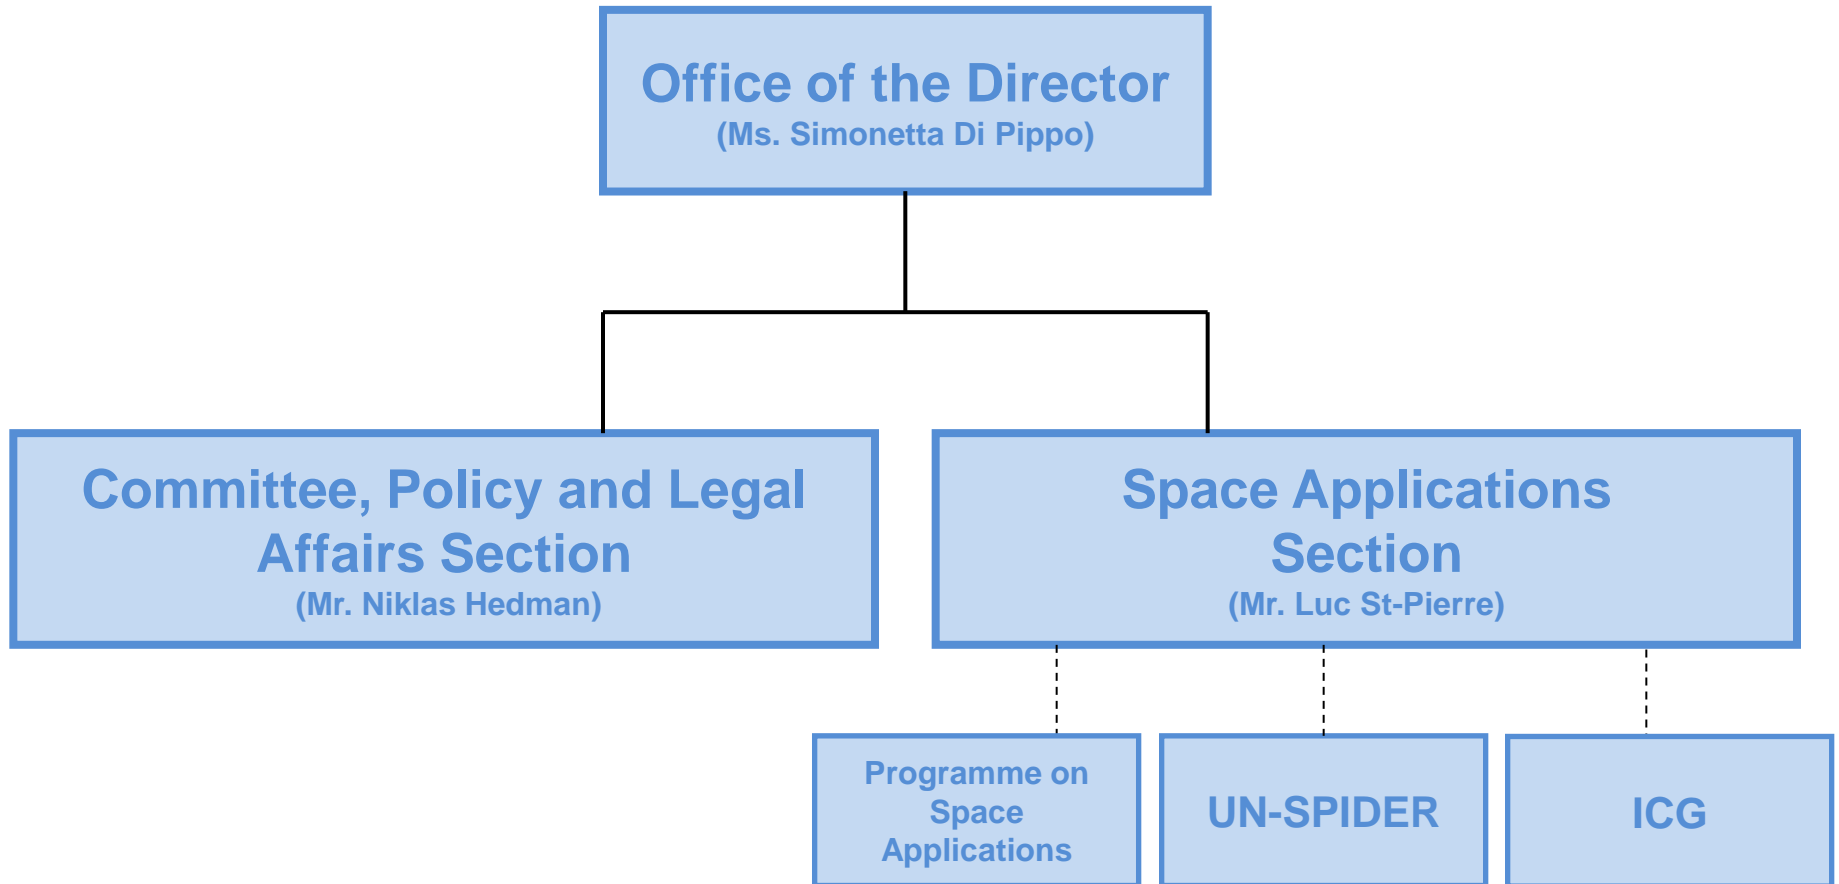 Office of the Director
(Ms. Simonetta Di Pippo)
Committee, Policy and Legal
Affairs Section
(Mr. Niklas Hedman)
Space Applications
Section
(Mr. Luc St-Pierre)
Programme on
Space
Applications
UN-SPIDER
ICG